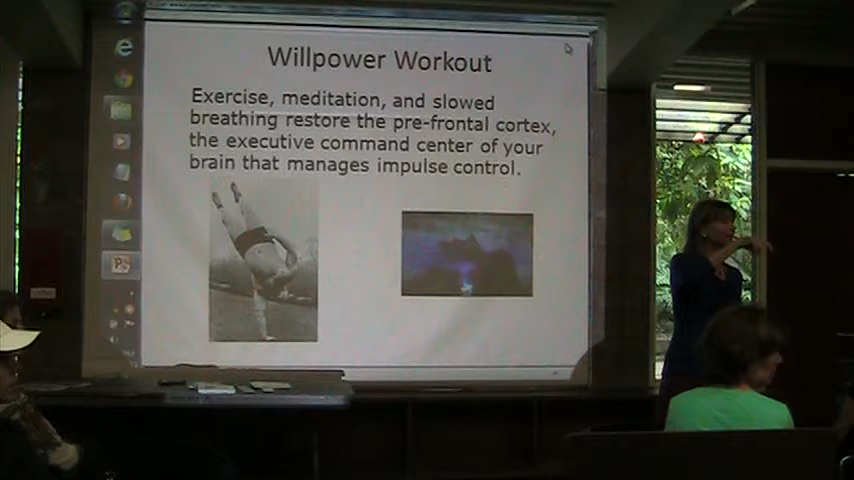 Willpower Workout
Exercise, meditation, and slowed
breathing restore the pre-frontal cortex,
the executive command center of your
brain that manages impulse control.